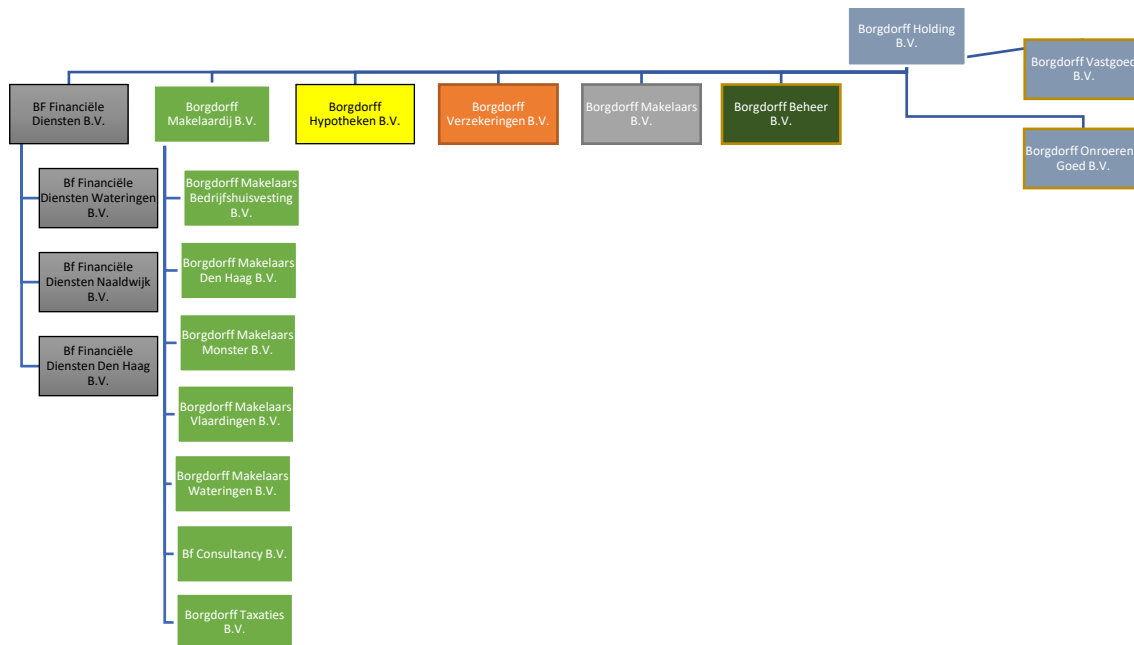 Borgdorff Holding
B.V.
Borgdorff Vastgoed
B.V.
BF Financiële
Diensten B.V.
Borgdorff
Makelaardij B.V.
Borgdorff
Hypotheken B.V.
Borgdorff
Verzekeringen B.V.
Borgdorff Makelaars
B.V.
Borgdorff Beheer
B.V.
Borgdorff Onroeren
Goed B.V.
Bf Financiële
Diensten Wateringen
B.V.
Borgdorff Makelaars
Bedrijfshuisvesting
B.V.
Bf Financiële
Diensten Naaldwijk
B.V.
Borgdorff Makelaars
Den Haag B.V.
Bf Financiële
Diensten Den Haag
B.V.
Borgdorff Makelaars
Monster B.V.
Borgdorff Makelaars
Vlaardingen B.V.
Borgdorff Makelaars
Wateringen B.V.
Bf Consultancy B.V.
Borgdorff Taxaties
B.V.